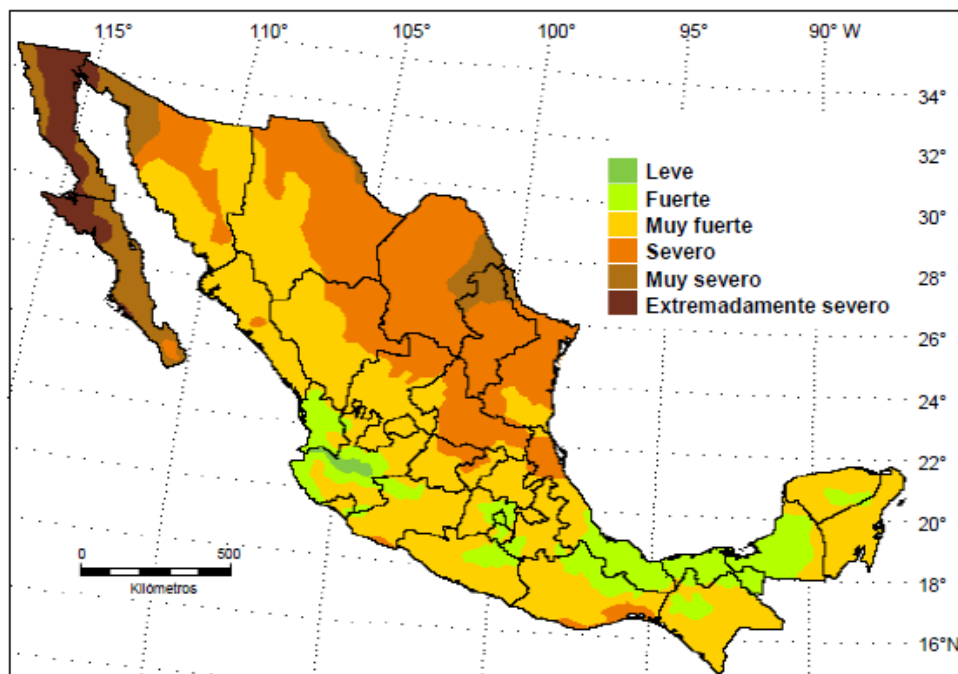 115° 110° 105° 100° 95° 90° W
34°
32°
30°
28°
26°
24°
22°
20°
18°
16°N
Leve
Fuerte
Muy fuerte
Severo
Muy severo
Extremadamente severo
0 500
Kilómetros